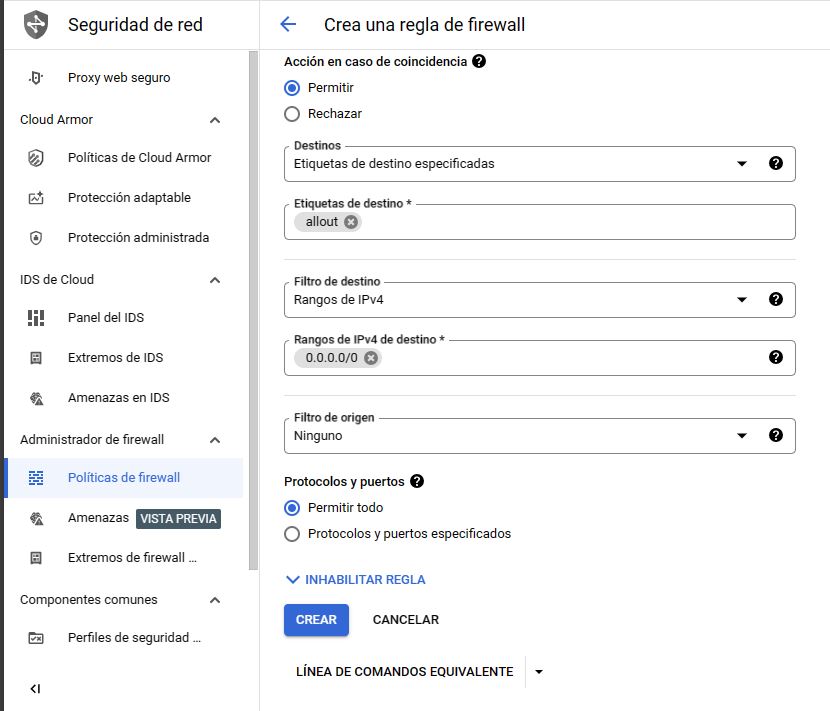 Seguridad de red
Proxy web seguro
Cloud Armor
Políticas de Cloud Armor
Protección adaptable
Protección administrada
IDS de Cloud
Panel del IDS
Extremos de IDS
Amenazas en IDS
Administrador de firewall
Políticas de firewall
Amenazas VISTA PREVIA
Extremos de firewall ...
Componentes comunes
Perfiles de seguridad ...
Crea una regla de firewall
Acción en caso de coincidencia
Permitir
Rechazar
Destinos
Etiquetas de destino especificadas
Etiquetas de destino *
allout
Filtro de destino
Rangos de IPv4
Rangos de IPv4 de destino *
0.0.0.0/0
Filtro de origen
Ninguno
Protocolos y puertos
Permitir todo
Protocolos y puertos especificados
INHABILITAR REGLA
CREAR CANCELAR
LÍNEA DE COMANDOS EQUIVALENTE